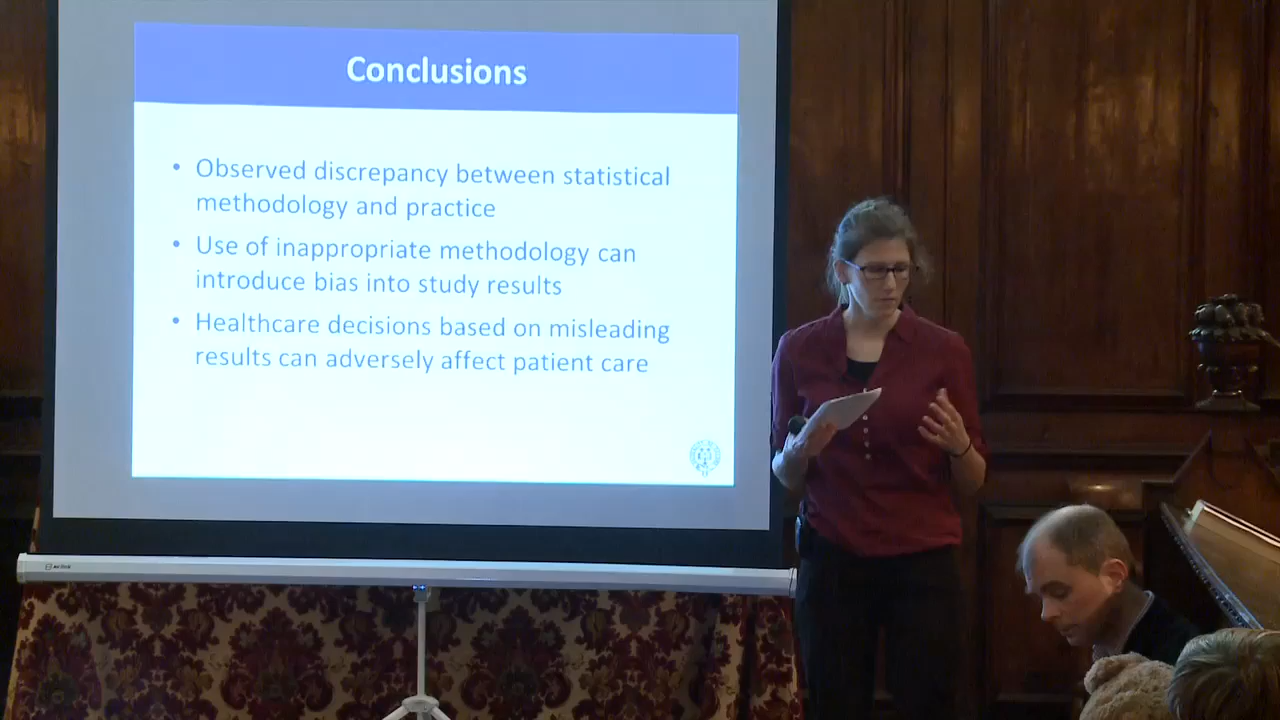 Conclusions
• Observed discrepancy between statistical
methodology and practice
• Use of inappropriate methodology can
introduce bias into study results
• Healthcare decisions based on misleading
results can adversely affect patient care